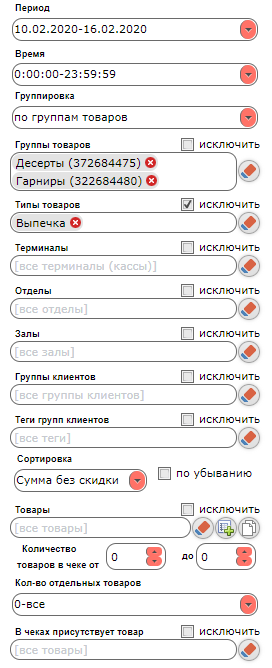 Период
10.02.2020-16.02.2020
Время
0:00:00-23:59:59
Группировка
по группам товаров
Группы товаров исключить
Десерты (372684475)
Гарниры (322684480)
Типы товаров исключить
Выпечка
Терминалы исключить
[все терминалы (кассы)]
Отделы исключить
[все отделы]
Залы исключить
[все залы]
Группы клиентов исключить
[все группы клиентов]
Теги групп клиентов исключить
[все теги]
Сортировка
Сумма без скидки по убыванию
Товары исключить
[все товары]
Количество
товаров в чеке от 0 до 0
Кол-во отдельных товаров
0-все
В чеках присутствует товар исключить
[все товары]